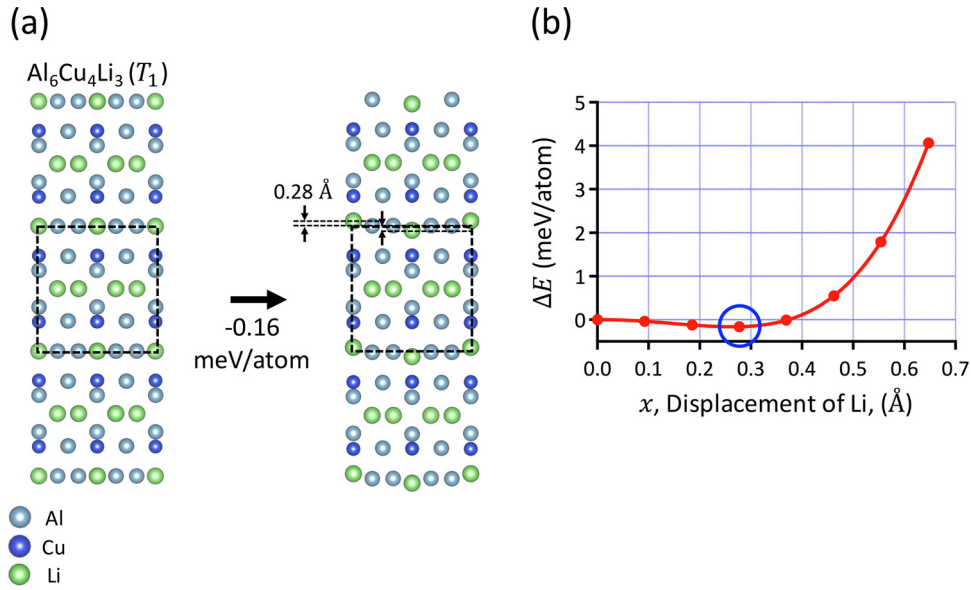 (a)
Al₆Cu₄Li₃ (T₁)
0.28 Å
-0.16
meV/atom
Al
Cu
Li
(b)
ΔE (meV/atom)
5
4
3
2
1
0
0.0 0.1 0.2 0.3 0.4 0.5 0.6 0.7
x, Displacement of Li, (Å)